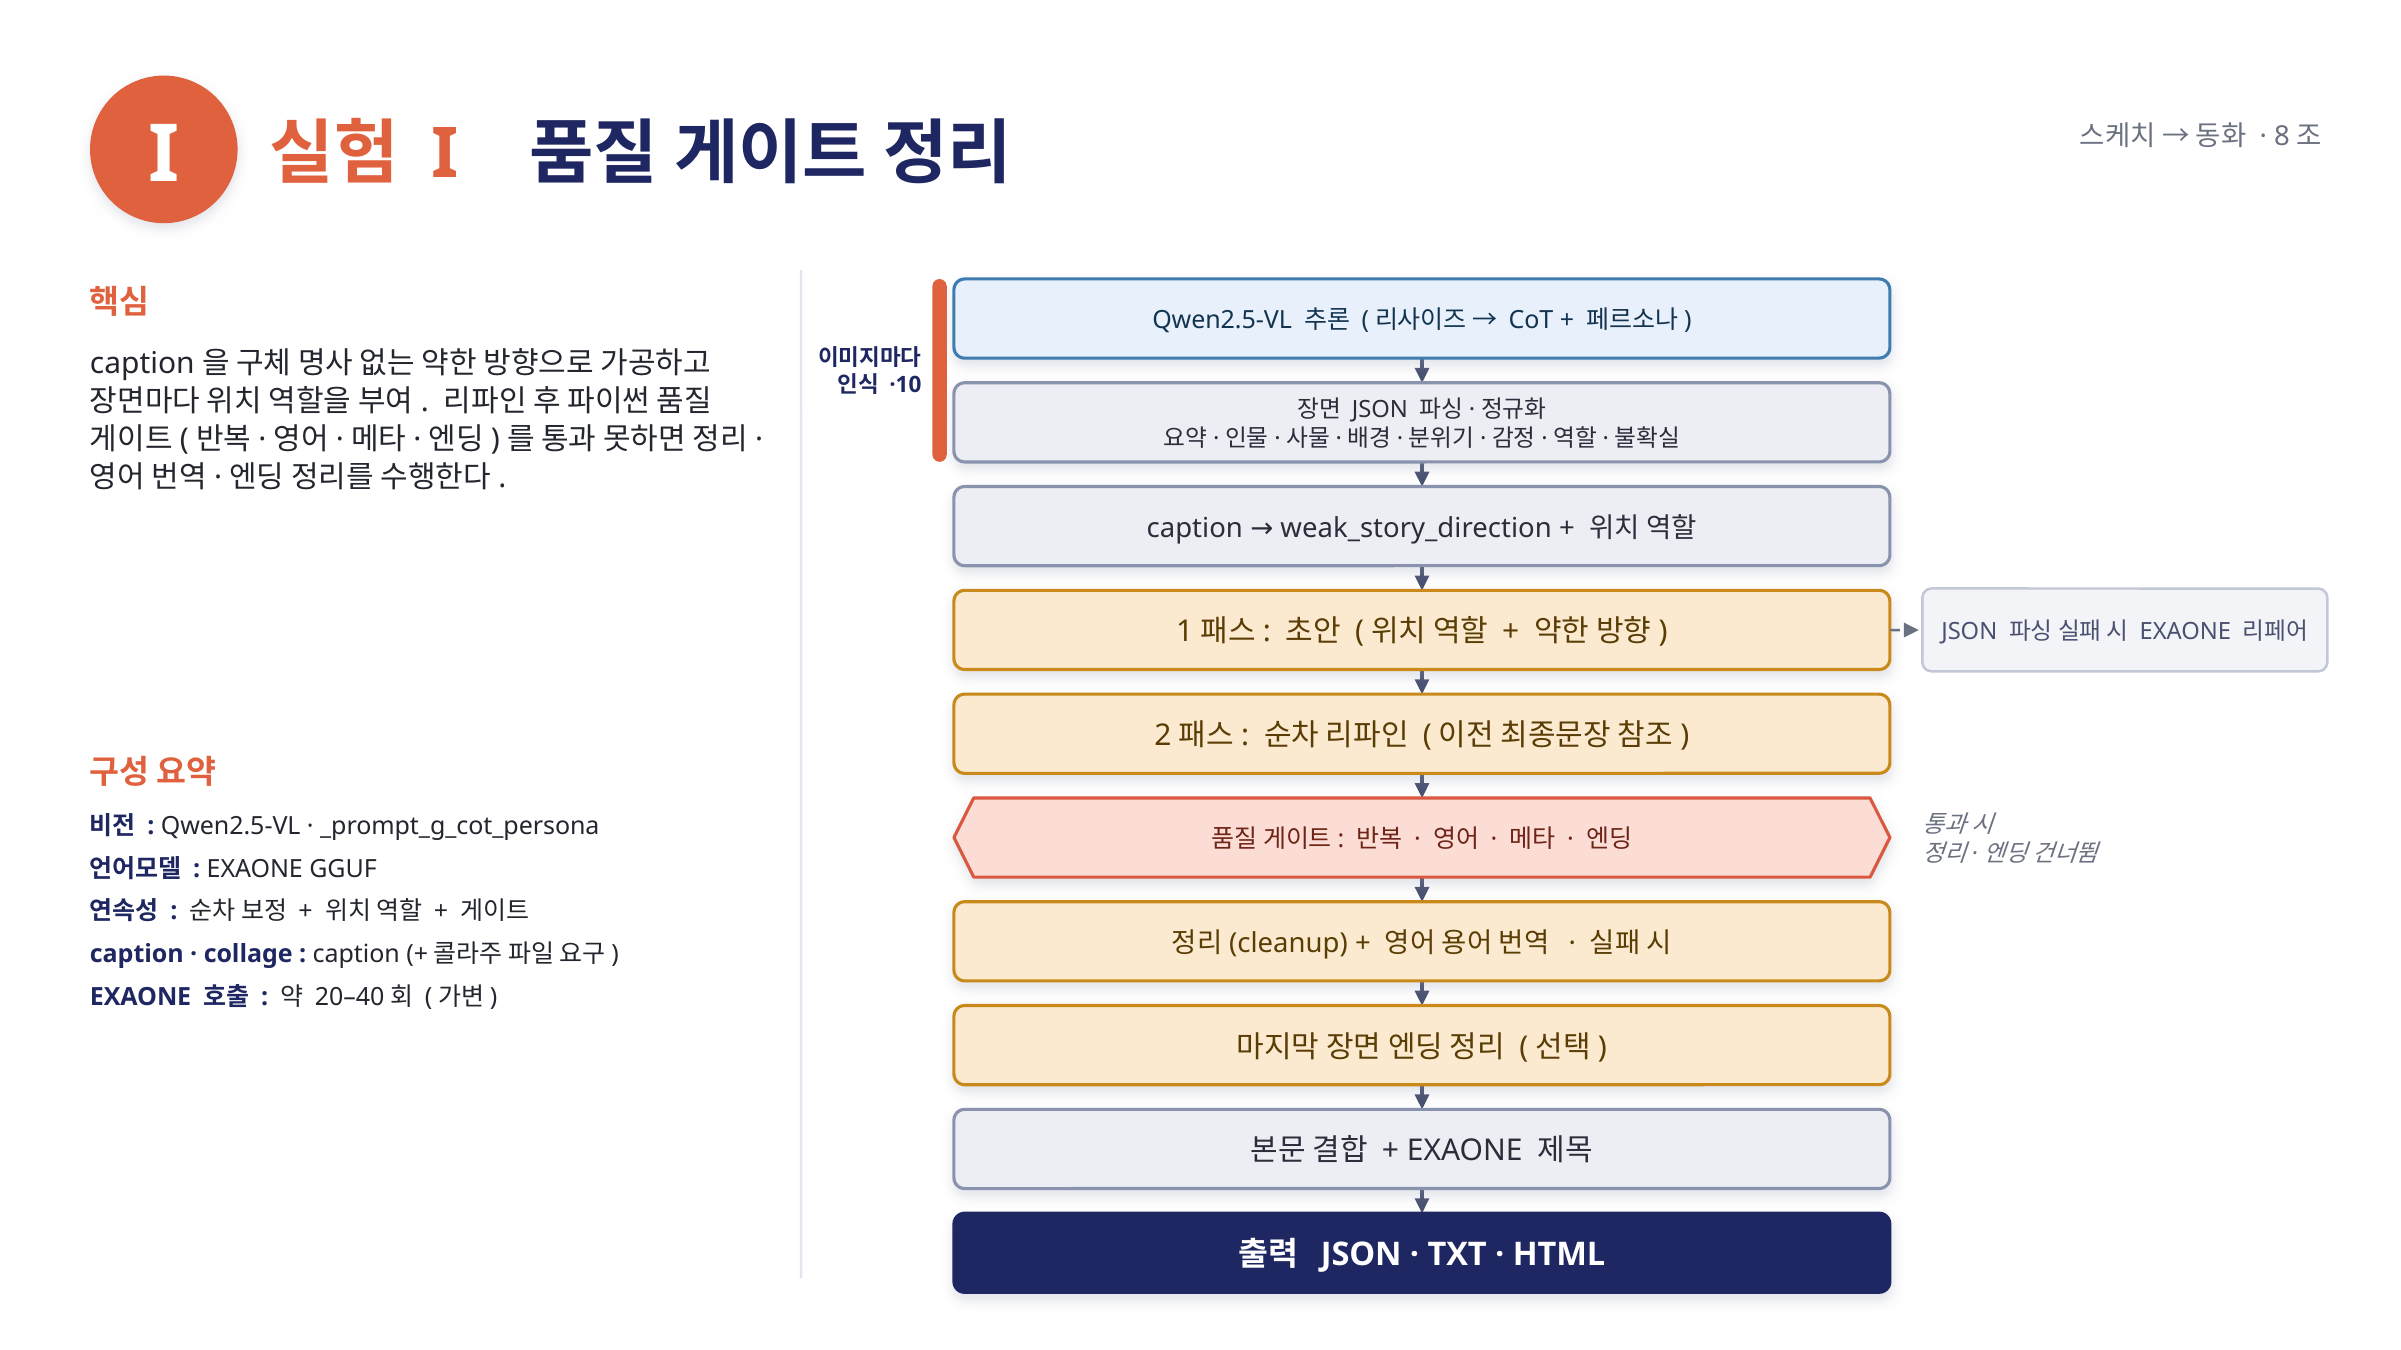 I
실험 I 품질 게이트 정리
스케치 → 동화 · 8 조
핵심
caption 을 구체 명사 없는 약한 방향으로 가공하고
장면마다 위치 역할을 부여 . 리파인 후 파이썬 품질
게이트 ( 반복 · 영어 · 메타 · 엔딩 ) 를 통과 못하면 정리 ·
영어 번역 · 엔딩 정리를 수행한다 .
구성 요약
비전 : Qwen2.5-VL · _prompt_g_cot_persona
언어모델 : EXAONE GGUF
연속성 : 순차 보정 + 위치 역할 + 게이트
caption · collage : caption (+ 콜라주 파일 요구 )
EXAONE 호출 : 약 20–40 회 ( 가변 )
이미지마다
인식 ·10
Qwen2.5-VL 추론 ( 리사이즈 → CoT + 페르소나 )
장면 JSON 파싱 · 정규화
요약 · 인물 · 사물 · 배경 · 분위기 · 감정 · 역할 · 불확실
caption → weak_story_direction + 위치 역할
1 패스 : 초안 ( 위치 역할 + 약한 방향 )
JSON 파싱 실패 시 EXAONE 리페어
2 패스 : 순차 리파인 ( 이전 최종문장 참조 )
품질 게이트 : 반복 · 영어 · 메타 · 엔딩
통과 시
정리 · 엔딩 건너뜀
정리 (cleanup) + 영어 용어 번역 · 실패 시
마지막 장면 엔딩 정리 ( 선택 )
본문 결합 + EXAONE 제목
출력 JSON · TXT · HTML